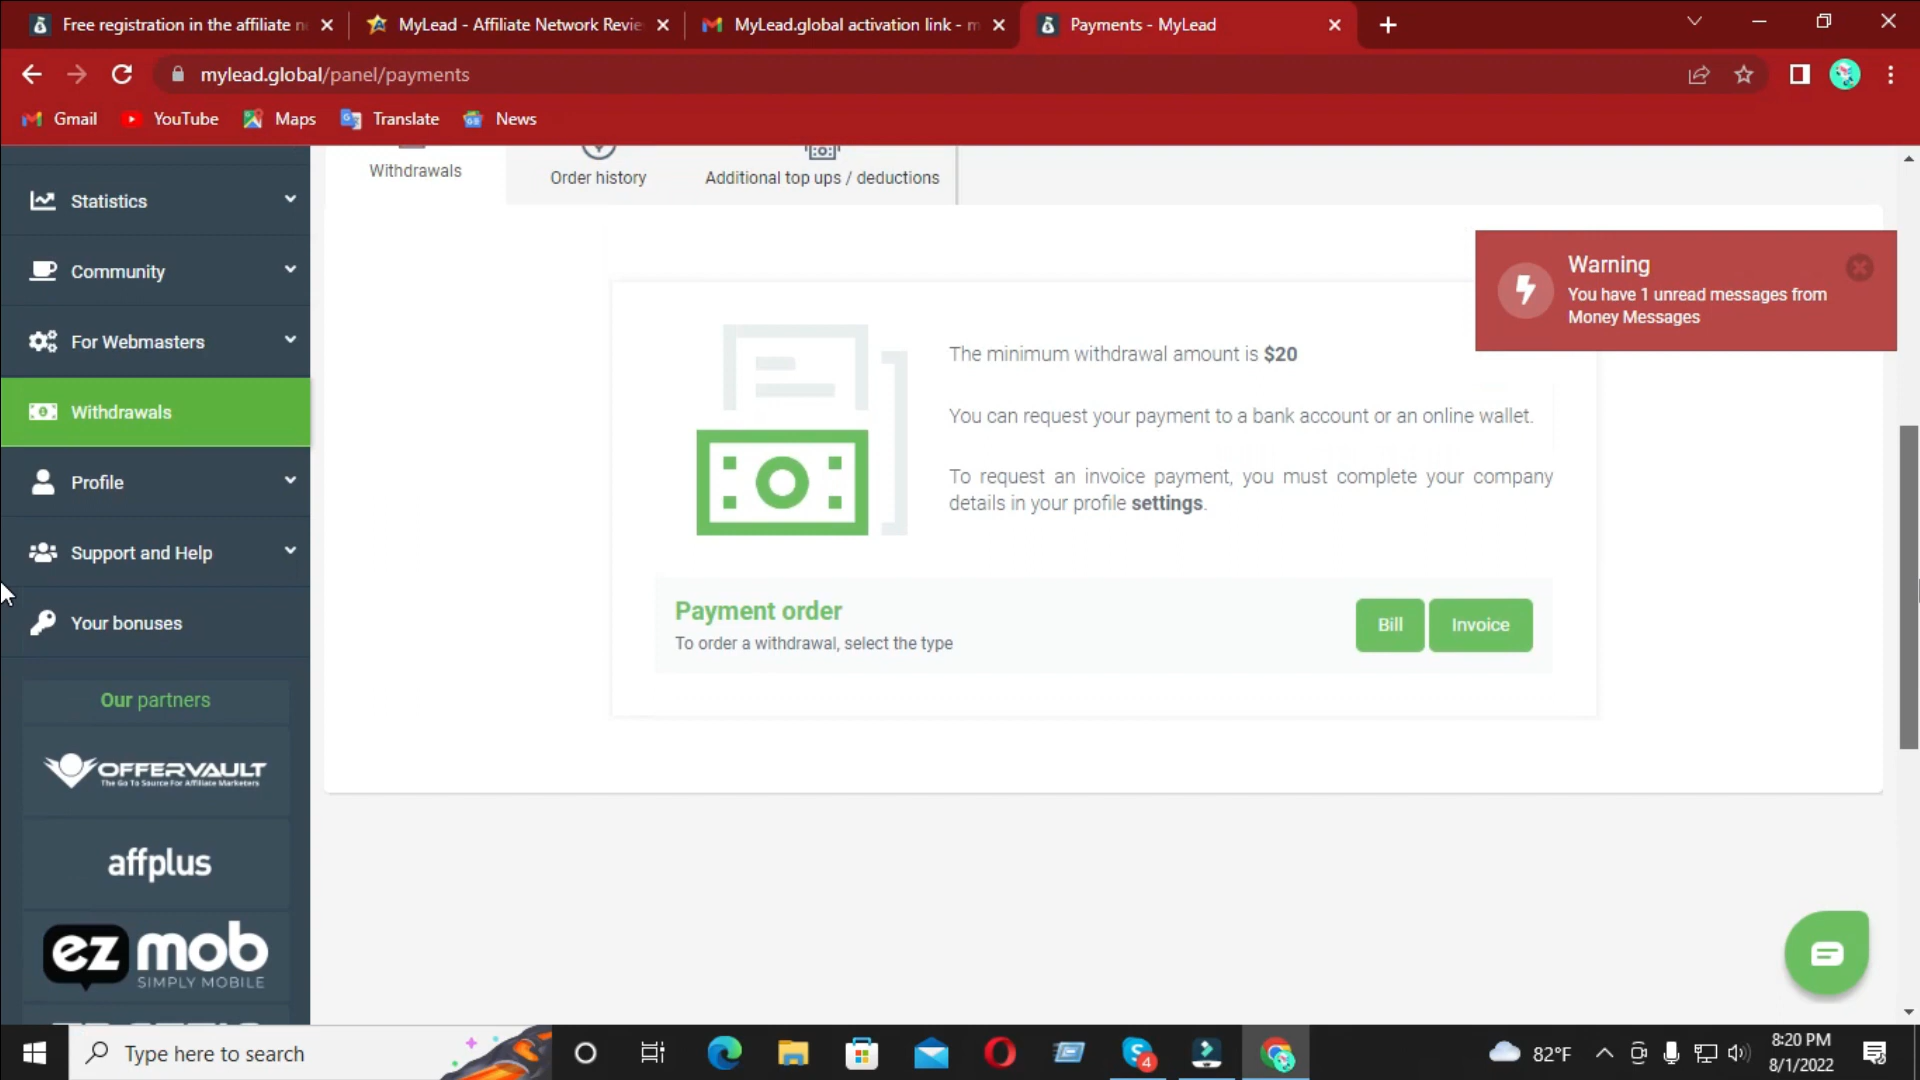 Free registration in the affiliate n
MyLead - Affiliate Network Revie
MyLead.global activation link - m
Payments - MyLead
mylead.global/panel/payments
Gmail
YouTube
Maps
Translate
News
Withdrawals
Order history
Additional top ups / deductions
Statistics
Community
For Webmasters
Withdrawals
Profile
Support and Help
Your bonuses
Our partners
OFFERVAULT
The Go To Source For Affiliate Marketers
affplus
ez mob
SIMPLY MOBILE
Warning
You have 1 unread messages from
Money Messages
The minimum withdrawal amount is $20
You can request your payment to a bank account or an online wallet.
To request an invoice payment, you must complete your company
details in your profile settings.
Payment order
To order a withdrawal, select the type
Bill
Invoice
Type here to search
4
82°F
8:20 PM
8/1/2022